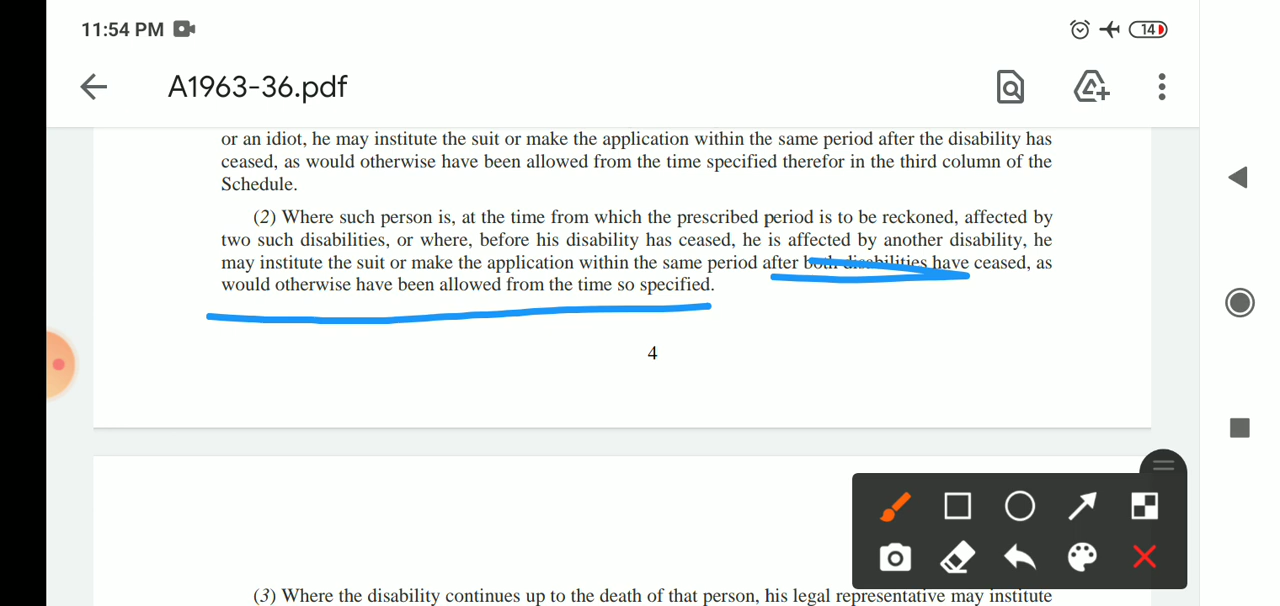 11:54 PM
14
A1963-36.pdf
or an idiot, he may institute the suit or make the application within the same period after the disability has
ceased, as would otherwise have been allowed from the time specified therefor in the third column of the
Schedule.
(2) Where such person is, at the time from which the prescribed period is to be reckoned, affected by
two such disabilities, or where, before his disability has ceased, he is affected by another disability, he
may institute the suit or make the application within the same period after both disabilities have ceased, as
would otherwise have been allowed from the time so specified.
4
(3) Where the disability continues up to the death of that person, his legal representative may institute